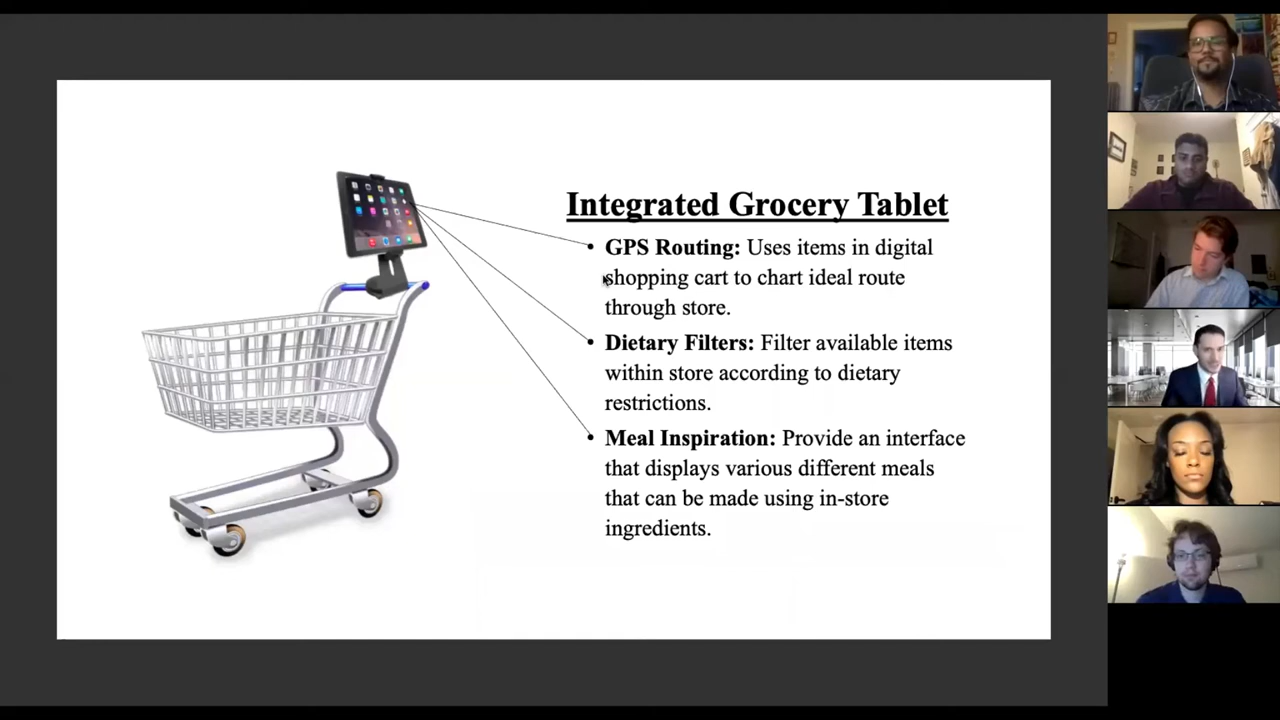 Integrated Grocery Tablet
• GPS Routing: Uses items in digital
shopping cart to chart ideal route
through store.
• Dietary Filters: Filter available items
within store according to dietary
restrictions.
• Meal Inspiration: Provide an interface
that displays various different meals
that can be made using in-store
ingredients.